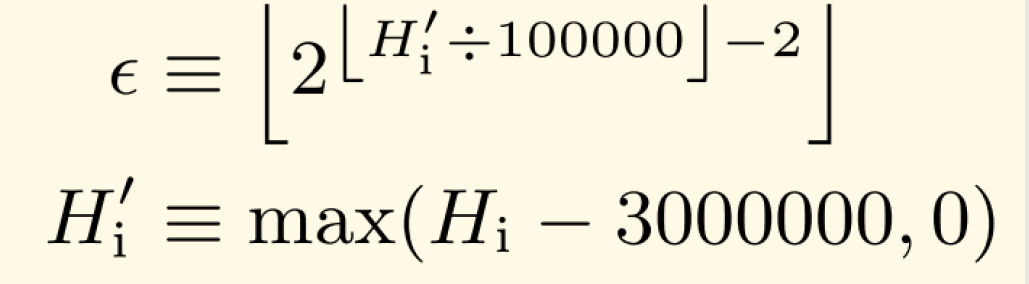 ϵ ≡ ⌊2^(⌊H′ᵢ÷100000⌋−2)⌋
H′ᵢ ≡ max(Hᵢ − 3000000, 0)